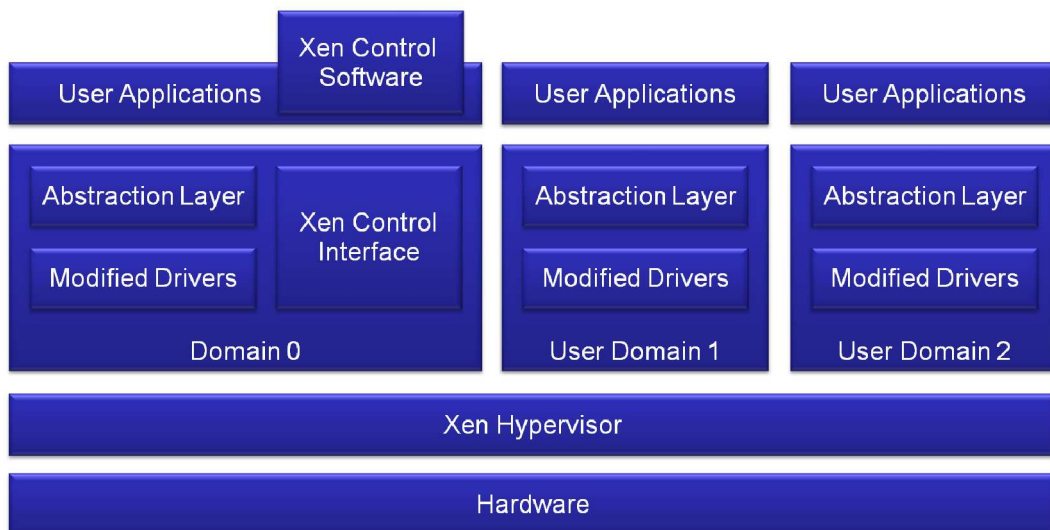 Xen Control
Software
User Applications
User Applications
User Applications
Abstraction Layer
Xen Control
Interface
Modified Drivers
Domain 0
Abstraction Layer
Modified Drivers
User Domain 1
Abstraction Layer
Modified Drivers
User Domain 2
Xen Hypervisor
Hardware